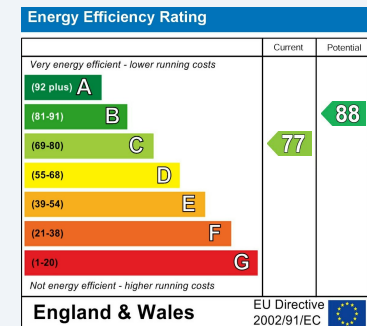 Energy Efficiency Rating
Current Potential
Very energy efficient - lower running costs
(92 plus) A
(81-91) B 88
(69-80) C 77
(55-68) D
(39-54) E
(21-38) F
(1-20) G
Not energy efficient - higher running costs
England & Wales
EU Directive
2002/91/EC